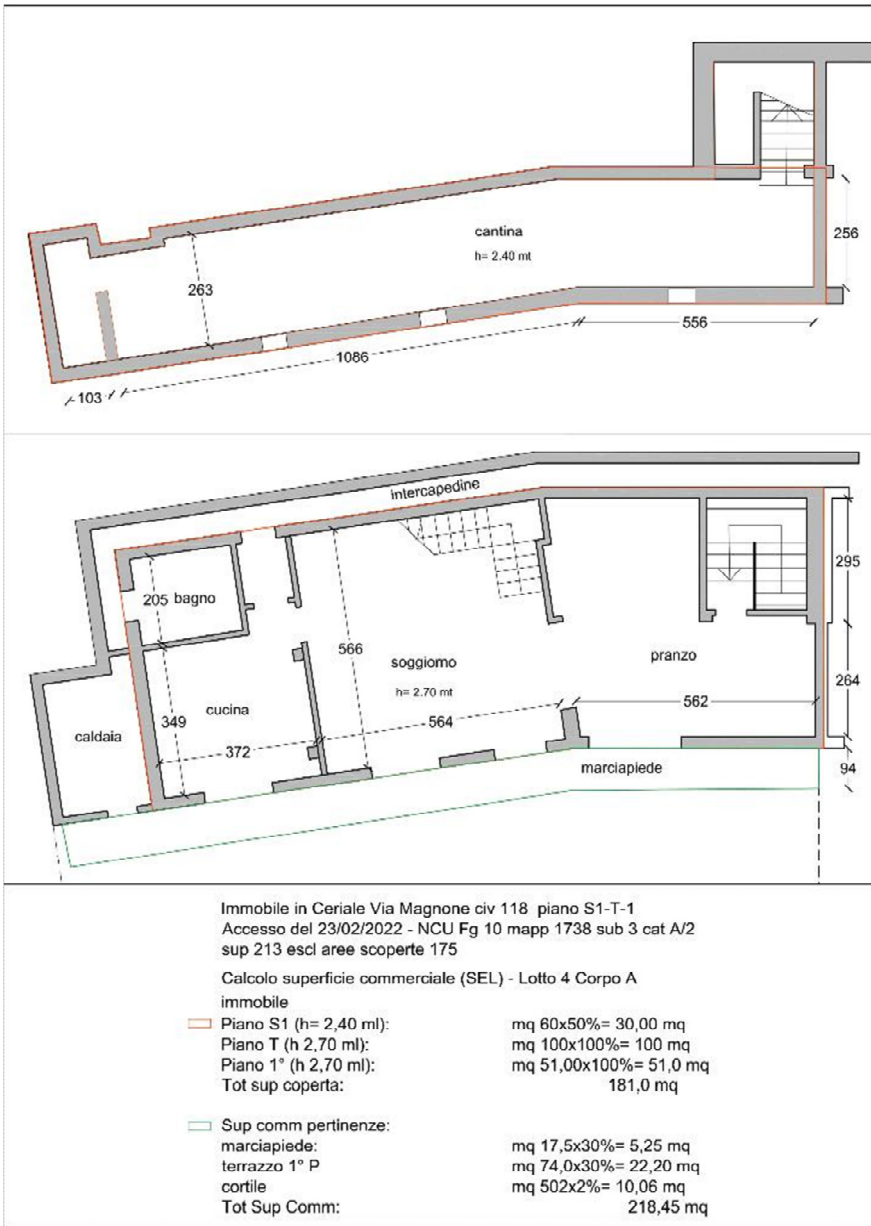 cantina
256
h= 2.40 mt
263
556
1086
103
intercapedine
295
205 bagno
566
soggiorno
pranzo
h= 2.70 mt
264
cucina
562
349
564
caldaia
372
marciapiede
94
Immobile in Ceriale Via Magnone civ 118 piano S1-T-1
Accesso del 23/02/2022 - NCU Fg 10 mapp 1738 sub 3 cat A/2
sup 213 escl aree scoperte 175
Calcolo superficie commerciale (SEL) - Lotto 4 Corpo A
immobile
Piano S1 (h= 2,40 ml): mq 60x50%= 30,00 mq
Piano T (h 2,70 ml): mq 100x100%= 100 mq
Piano 1° (h 2,70 ml): mq 51,00x100%= 51,0 mq
Tot sup coperta: 181,0 mq
Sup comm pertinenze:
marciapiede: mq 17,5x30%= 5,25 mq
terrazzo 1° P mq 74,0x30%= 22,20 mq
cortile mq 502x2%= 10,06 mq
Tot Sup Comm: 218,45 mq